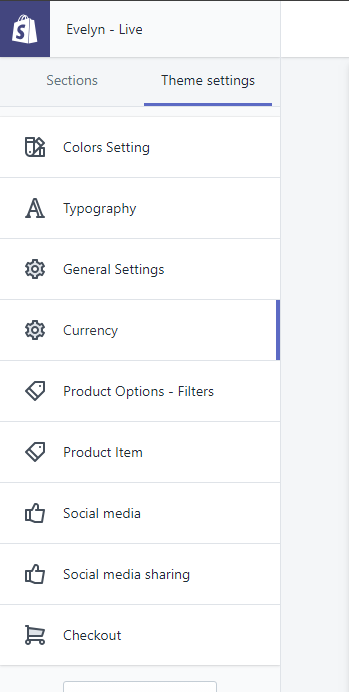 Evelyn - Live
Sections
Theme settings
Colors Setting
Typography
General Settings
Currency
Product Options - Filters
Product Item
Social media
Social media sharing
Checkout